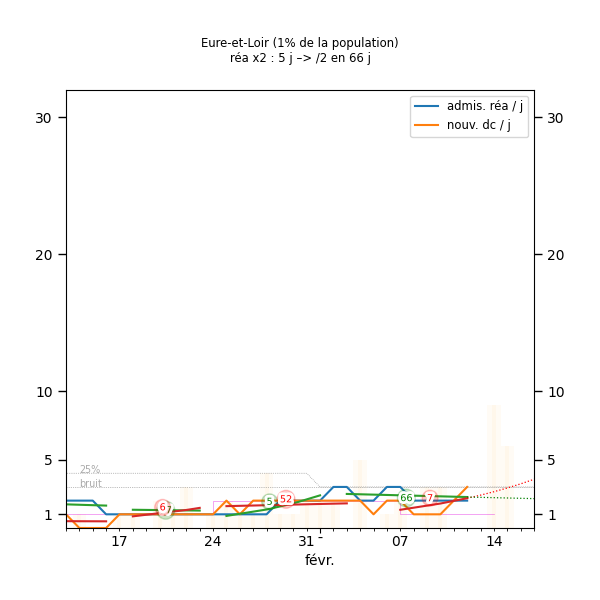 Eure-et-Loir (1% de la population)
réa x2 : 5 j –> /2 en 66 j
admis. réa / j
nouv. dc / j
30 30
20 20
10 10
5 5
1 1
25%
bruit
6 7 5 52 66 7
17 24 31 - 07 14
févr.